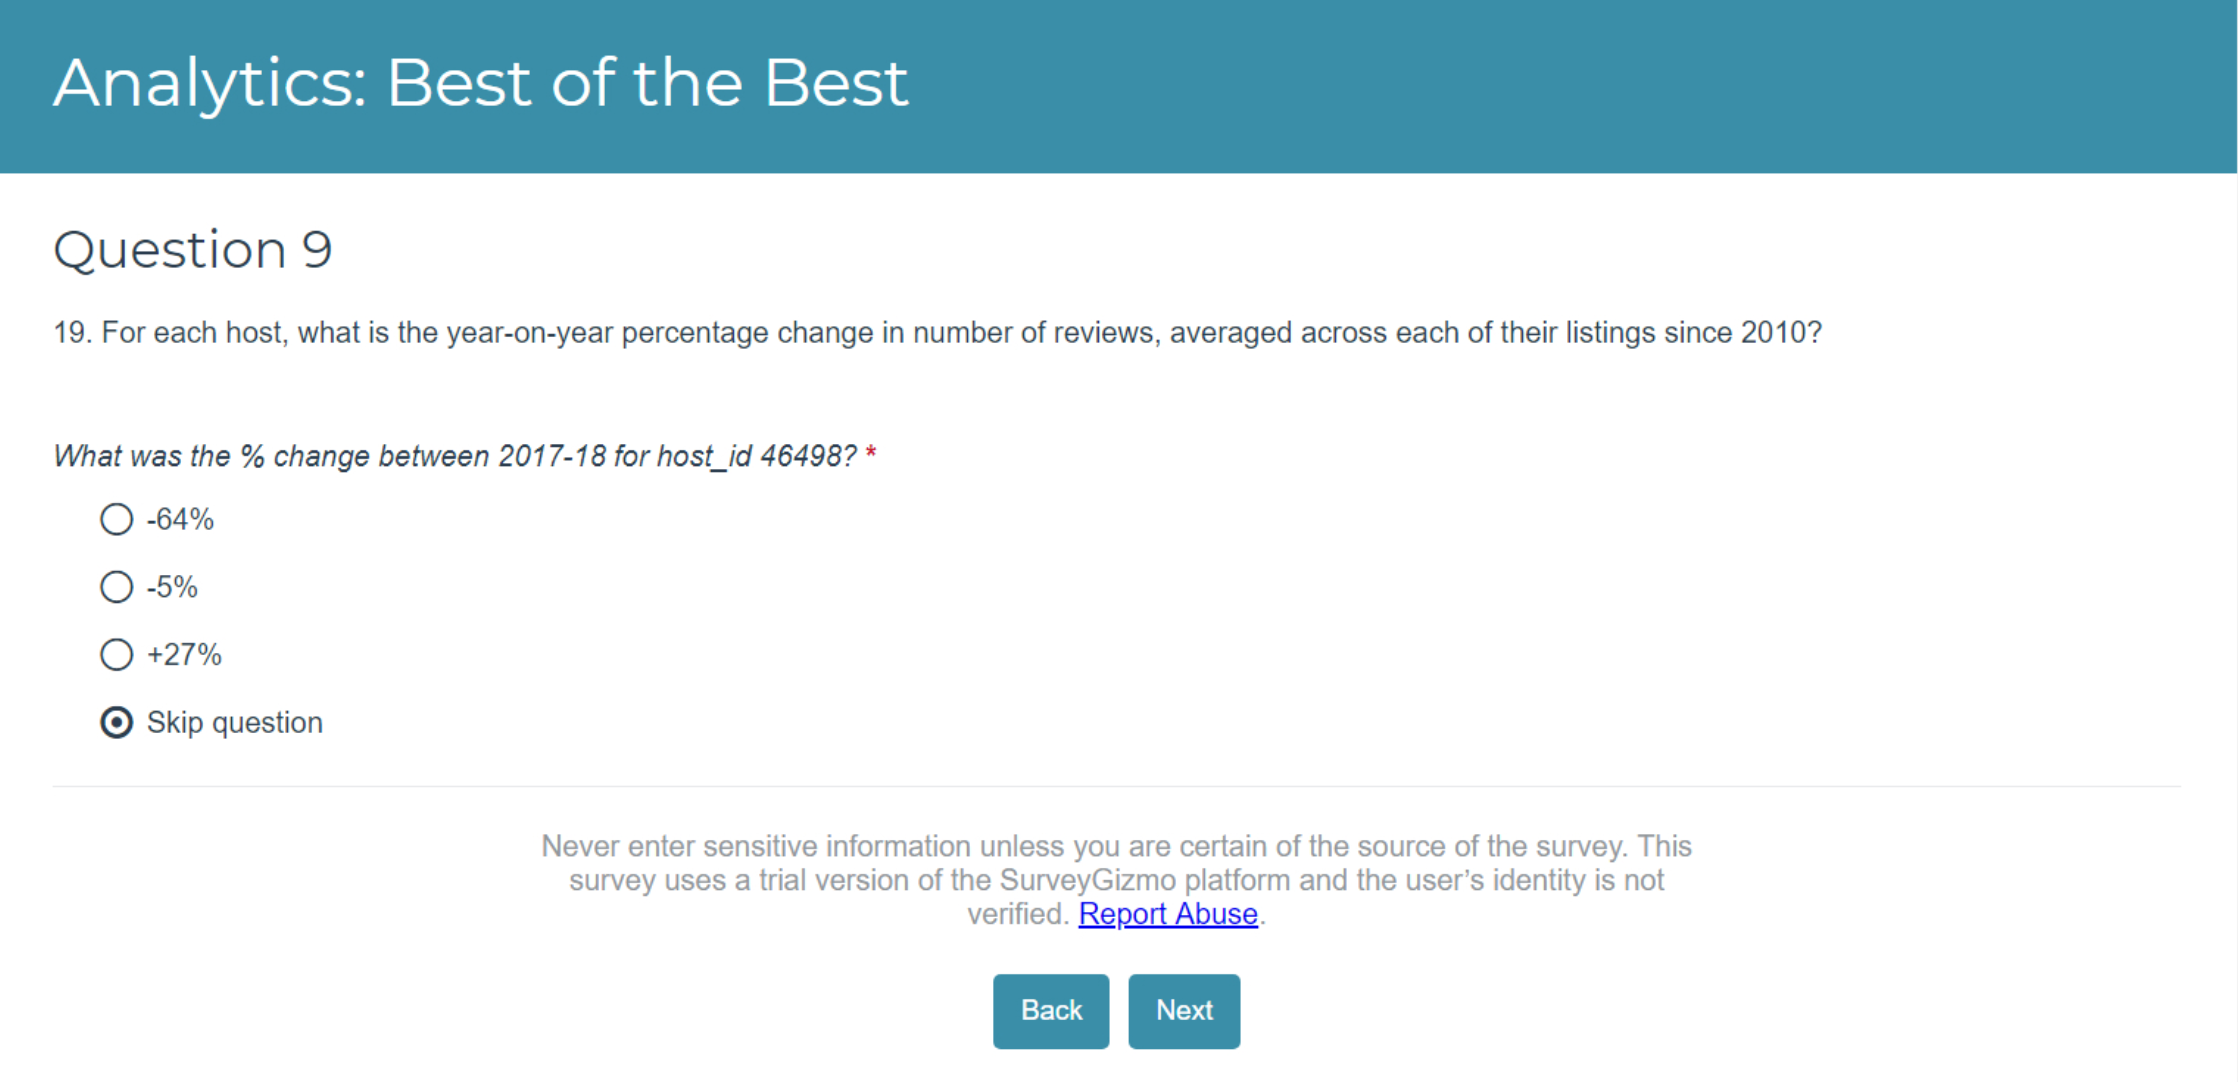 Analytics: Best of the Best
Question 9
19. For each host, what is the year-on-year percentage change in number of reviews, averaged across each of their listings since 2010?
What was the % change between 2017-18 for host_id 46498? *
-64%
-5%
+27%
Skip question
Never enter sensitive information unless you are certain of the source of the survey. This
survey uses a trial version of the SurveyGizmo platform and the user's identity is not
verified. Report Abuse.
Back Next